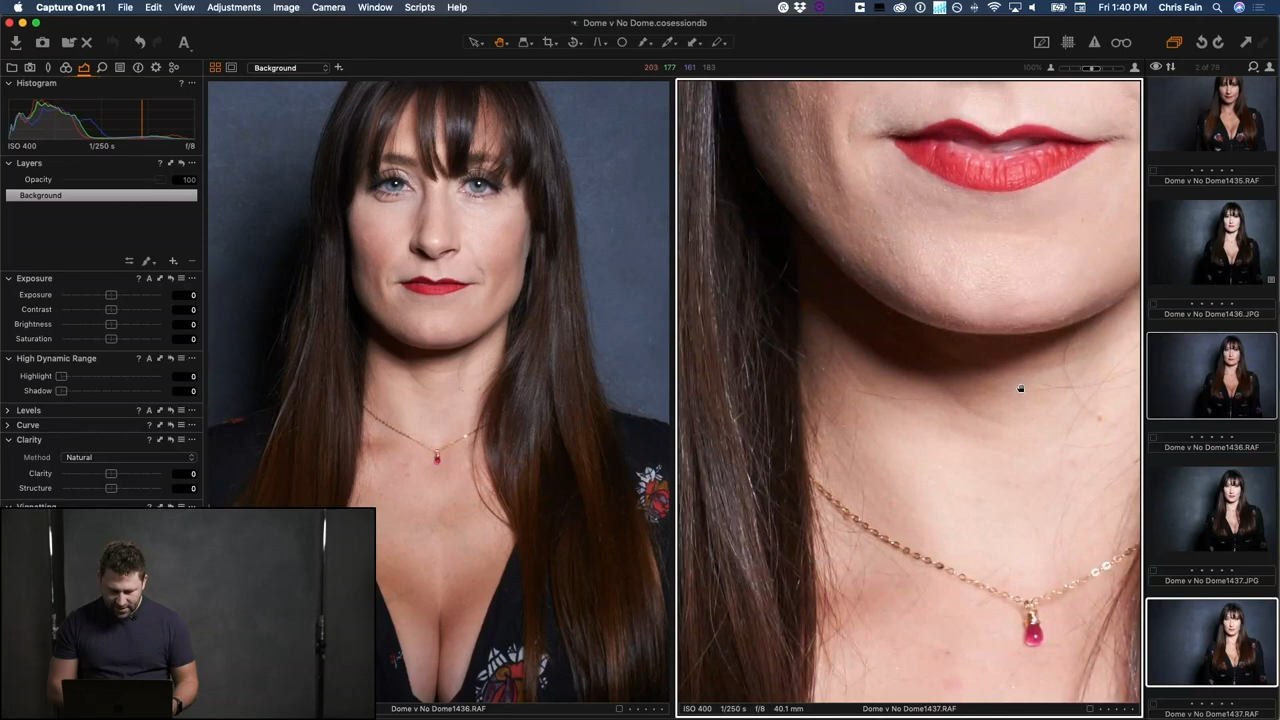 Capture One 11 File Edit View Adjustments Image Camera Window Scripts Help Fri 1:40 PM Chris Fain
Dome v No Dome.cosessiondb
Background 203 177 161 183 100% 2 of 78
Histogram
ISO 400 1/250 s f/8
Layers
Opacity 100
Background
Exposure
Exposure 0
Contrast 0
Brightness 0
Saturation 0
High Dynamic Range
Highlight 0
Shadow 0
Levels
Curve
Clarity
Method Natural
Clarity 0
Structure 0
Vignetting
Dome v No Dome1436.RAF
ISO 400 1/250 s f/8 40.1 mm Dome v No Dome1437.RAF
Dome v No Dome1435.RAF
Dome v No Dome1436.JPG
Dome v No Dome1436.RAF
Dome v No Dome1437.JPG
Dome v No Dome1437.RAF